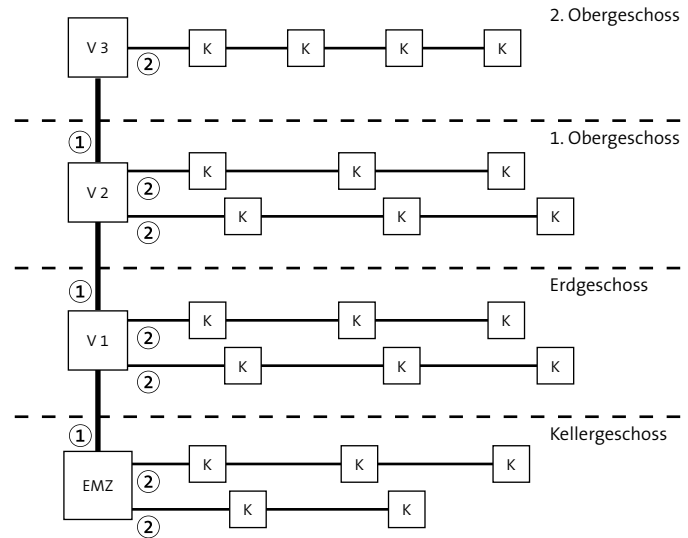 2. Obergeschoss
V 3
K K K K
2
1
1. Obergeschoss
K K K
2
V 2
K K K
2
1
Erdgeschoss
K K K
2
V 1
K K K
2
1
Kellergeschoss
K K K
2
EMZ
K K
2